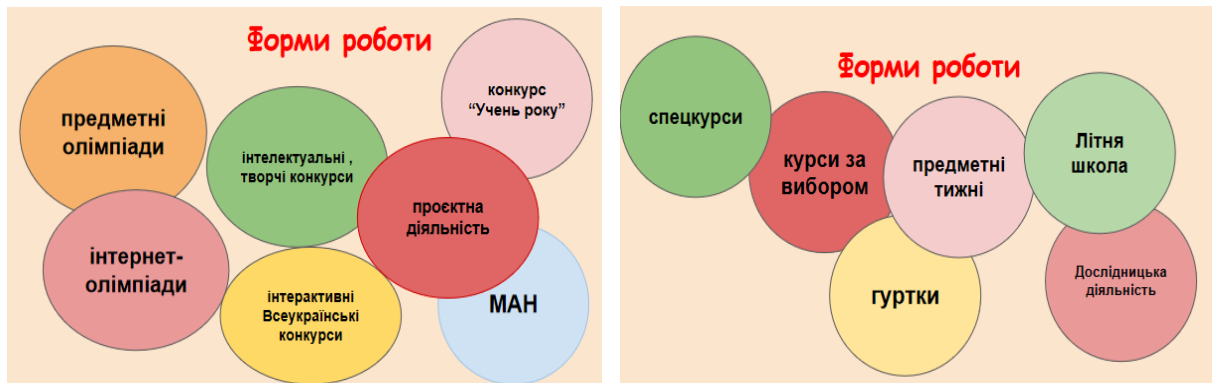 Форми роботи
предметні
олімпіади
інтелектуальні ,
творчі конкурси
конкурс
“Учень року”
проєктна
діяльність
інтернет-
олімпіади
інтерактивні
Всеукраїнські
конкурси
МАН
Форми роботи
спецкурси
курси за
вибором
предметні
тижні
Літня
школа
гуртки
Дослідницька
діяльність